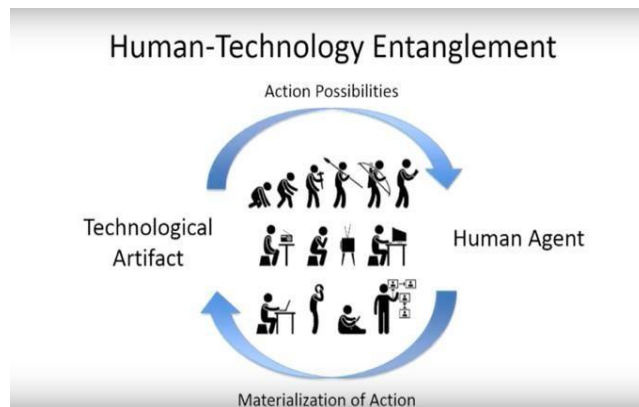 Human-Technology Entanglement
Action Possibilities
Technological
Artifact
Human Agent
Materialization of Action